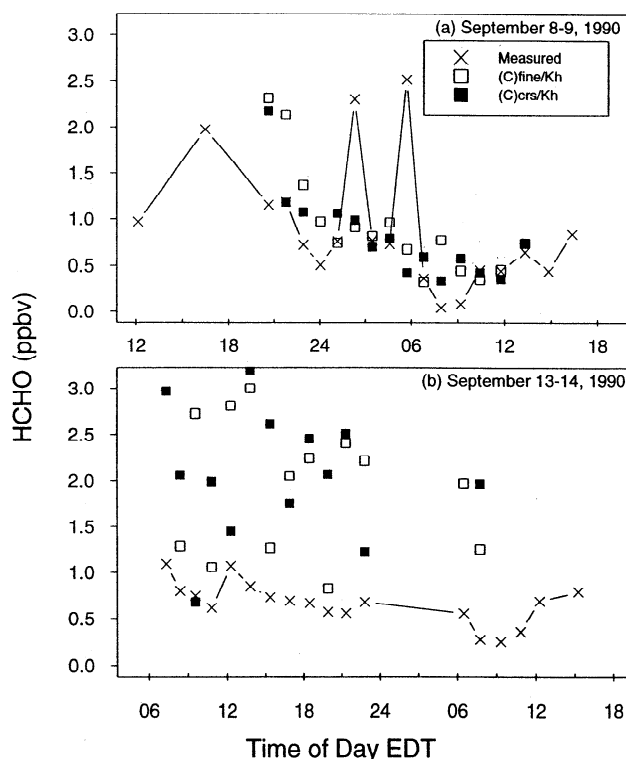 (a) September 8-9, 1990
Measured
(C)fine/Kh
(C)crs/Kh
3.0
2.5
2.0
1.5
1.0
0.5
0.0
12 18 24 06 12 18
HCHO (ppbv)
(b) September 13-14, 1990
3.0
2.5
2.0
1.5
1.0
0.5
0.0
06 12 18 24 06 12 18
Time of Day EDT